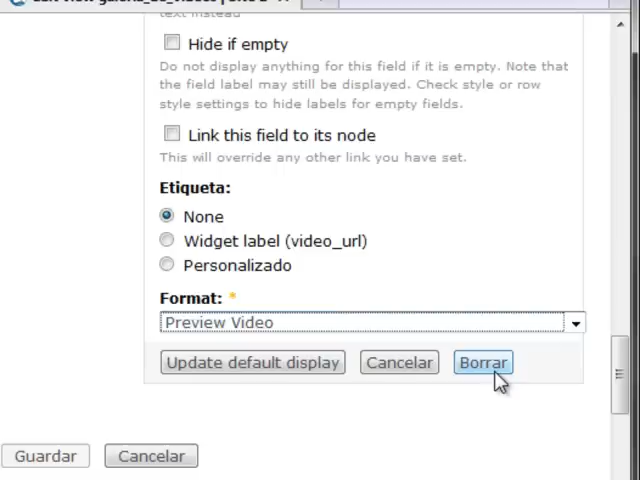 text instead
Hide if empty
Do not display anything for this field if it is empty. Note that
the field label may still be displayed. Check style or row
style settings to hide labels for empty fields.
Link this field to its node
This will override any other link you have set.
Etiqueta:
None
Widget label (video_url)
Personalizado
Format: *
Preview Video
Update default display Cancelar Borrar
Guardar Cancelar